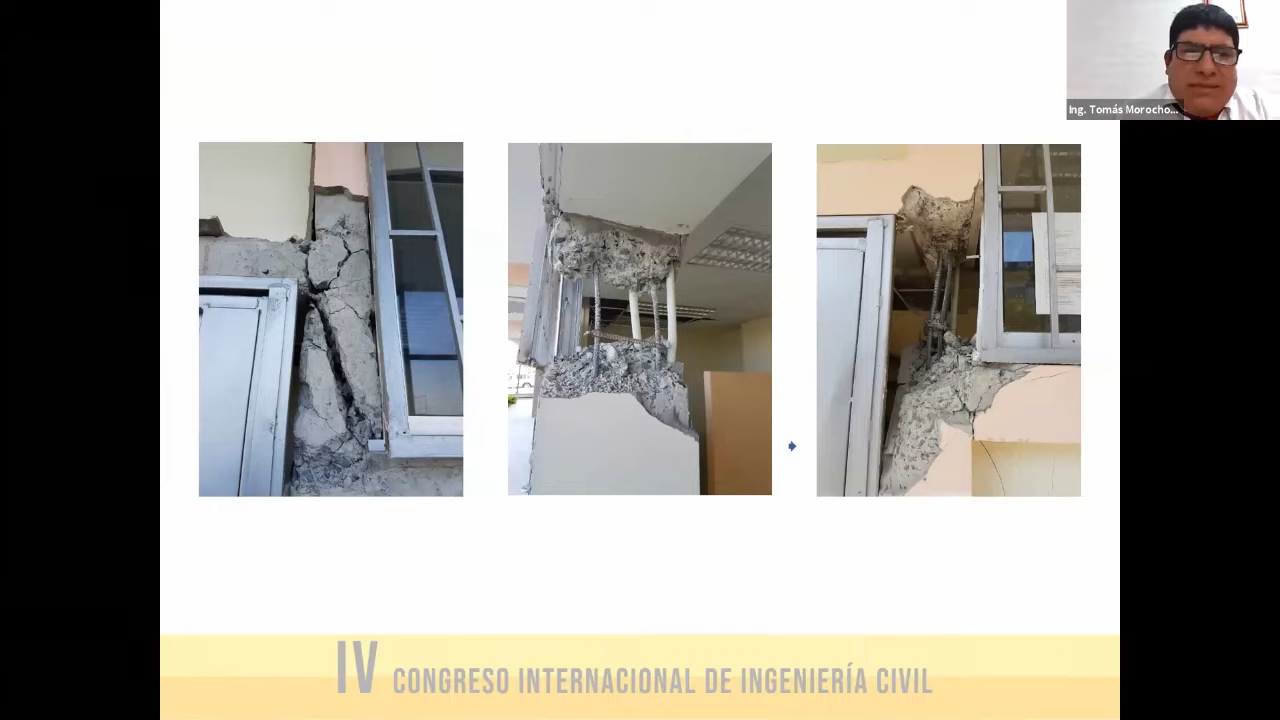 Ing. Tomás Morocho...
IV CONGRESO INTERNACIONAL DE INGENIERÍA CIVIL